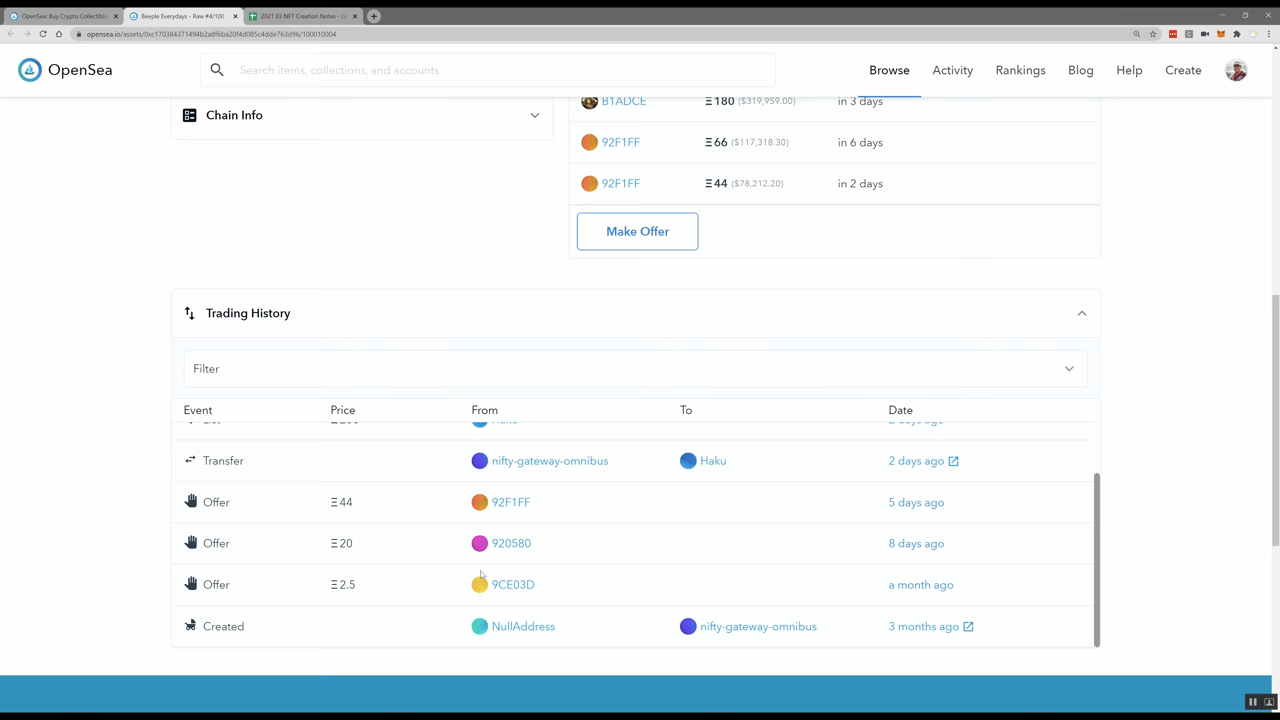 OpenSea: Buy Crypto Collectibles
Beeple Everydays - Raw #4/100
2021 03 NFT Creation Notes - G
opensea.io/assets/0xc170384371494b2a8f6ba20f4d085c4dde763d96/100010004
OpenSea
Search items, collections, and accounts
Browse
Activity
Rankings
Blog
Help
Create
Chain Info
B1ADCE Ξ180 ($319,959.00) in 3 days
92F1FF Ξ66 ($117,318.30) in 6 days
92F1FF Ξ44 ($78,212.20) in 2 days
Make Offer
Trading History
Filter
Event Price From To Date
Transfer nifty-gateway-omnibus Haku 2 days ago
Offer Ξ44 92F1FF 5 days ago
Offer Ξ20 920580 8 days ago
Offer Ξ2.5 9CE03D a month ago
Created NullAddress nifty-gateway-omnibus 3 months ago